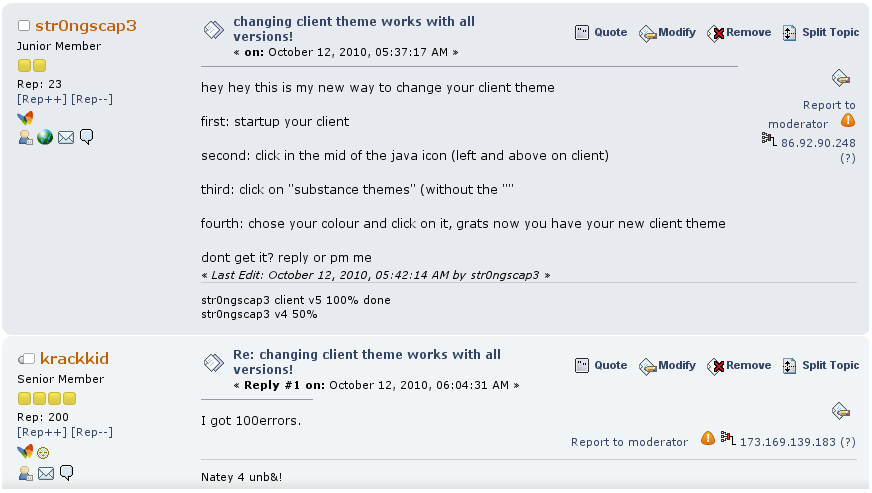 str0ngscap3
Junior Member
Rep: 23
[Rep++] [Rep--]
changing client theme works with all
versions!
« on: October 12, 2010, 05:37:17 AM »
Quote Modify Remove Split Topic
hey hey this is my new way to change your client theme
first: startup your client
second: click in the mid of the java icon (left and above on client)
third: click on "substance themes" (without the ""
fourth: chose your colour and click on it, grats now you have your new client theme
dont get it? reply or pm me
« Last Edit: October 12, 2010, 05:42:14 AM by str0ngscap3 »
Report to
moderator
86.92.90.248
(?)
str0ngscap3 client v5 100% done
str0ngscap3 v4 50%
krackkid
Senior Member
Rep: 200
[Rep++] [Rep--]
Re: changing client theme works with all
versions!
« Reply #1 on: October 12, 2010, 06:04:31 AM »
Quote Modify Remove Split Topic
I got 100errors.
Report to moderator 173.169.139.183 (?)
Natey 4 unb&!